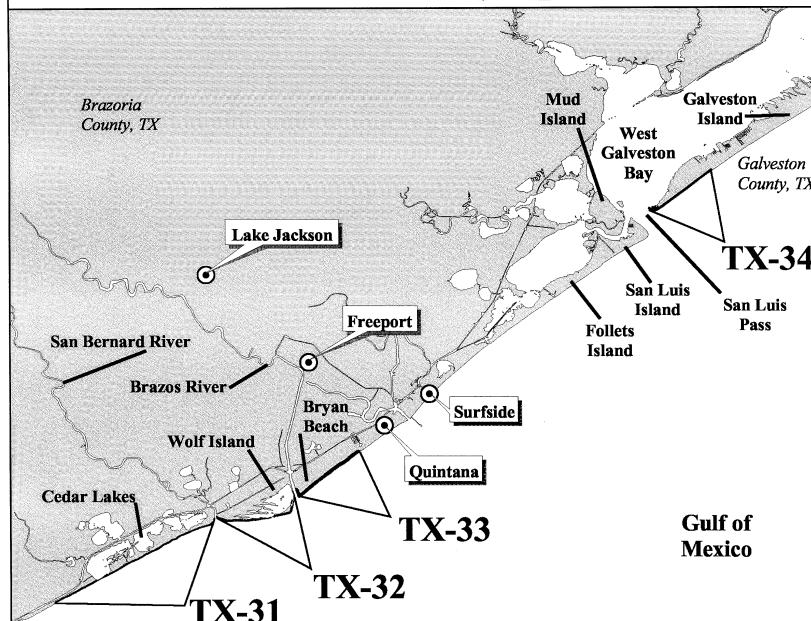 Brazoria
County, TX
Mud
Island
Galveston
Island
West
Galveston
Bay
Galveston
County, TX
Lake Jackson
TX-34
San Luis
Island
San Luis
Pass
Freeport
Follets
Island
San Bernard River
Brazos River
Bryan
Beach
Surfside
Wolf Island
Quintana
Cedar Lakes
TX-33
Gulf of
Mexico
TX-32
TX-31